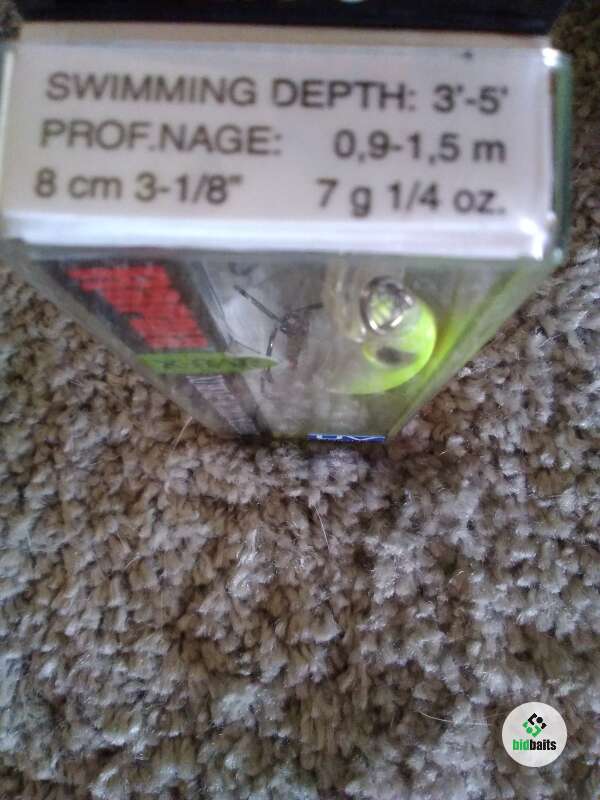 SWIMMING DEPTH: 3'-5'
PROF.NAGE: 0,9-1,5 m
8 cm 3-1/8" 7 g 1/4 oz.
UV
bidbaits